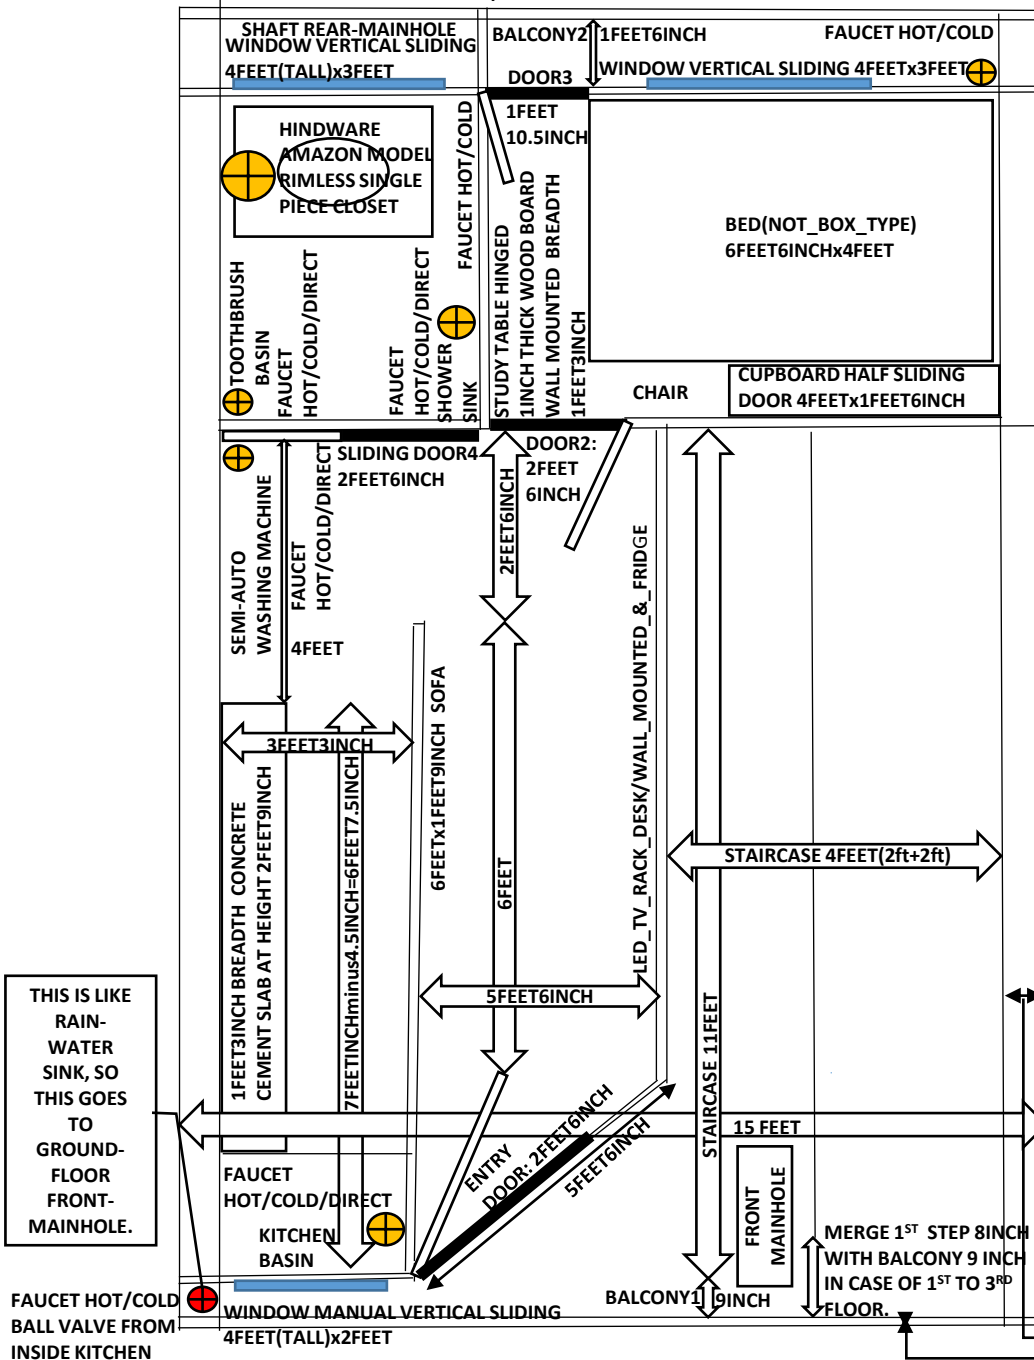 SHAFT REAR-MAINHOLE
WINDOW VERTICAL SLIDING
4FEET(TALL)x3FEET
BALCONY2
1FEET6INCH
FAUCET HOT/COLD
WINDOW VERTICAL SLIDING 4FEETx3FEET
DOOR3
1FEET
10.5INCH
HINDWARE
AMAZON MODEL
RIMLESS SINGLE
PIECE CLOSET
FAUCET HOT/COLD
STUDY TABLE HINGED
1INCH THICK WOOD BOARD
WALL MOUNTED BREADTH
1FEET3INCH
BED(NOT_BOX_TYPE)
6FEET6INCHx4FEET
TOOTHBRUSH
BASIN
FAUCET
HOT/COLD/DIRECT
FAUCET
HOT/COLD/DIRECT
SHOWER
SINK
CHAIR
CUPBOARD HALF SLIDING
DOOR 4FEETx1FEET6INCH
SLIDING DOOR4
2FEET6INCH
DOOR2:
2FEET
6INCH
2FEET6INCH
SEMI-AUTO
WASHING MACHINE
FAUCET
HOT/COLD/DIRECT
4FEET
3FEET3INCH
6FEETx1FEET9INCH SOFA
LED_TV_RACK_DESK/WALL_MOUNTED_&_FRIDGE
1FEET3INCH BREADTH CONCRETE
CEMENT SLAB AT HEIGHT 2FEET9INCH
7FEETINCHminus4.5INCH=6FEET7.5INCH
6FEET
5FEET6INCH
STAIRCASE 4FEET(2ft+2ft)
STAIRCASE 11FEET
THIS IS LIKE
RAIN-
WATER
SINK, SO
THIS GOES
TO
GROUND-
FLOOR
FRONT-
MAINHOLE.
15 FEET
ENTRY
DOOR: 2FEET6INCH
5FEET6INCH
FAUCET
HOT/COLD/DIRECT
KITCHEN
BASIN
FRONT
MAINHOLE
MERGE 1ST STEP 8INCH
WITH BALCONY 9 INCH
IN CASE OF 1ST TO 3RD
FLOOR.
BALCONY1
9INCH
FAUCET HOT/COLD
BALL VALVE FROM
INSIDE KITCHEN
WINDOW MANUAL VERTICAL SLIDING
4FEET(TALL)x2FEET